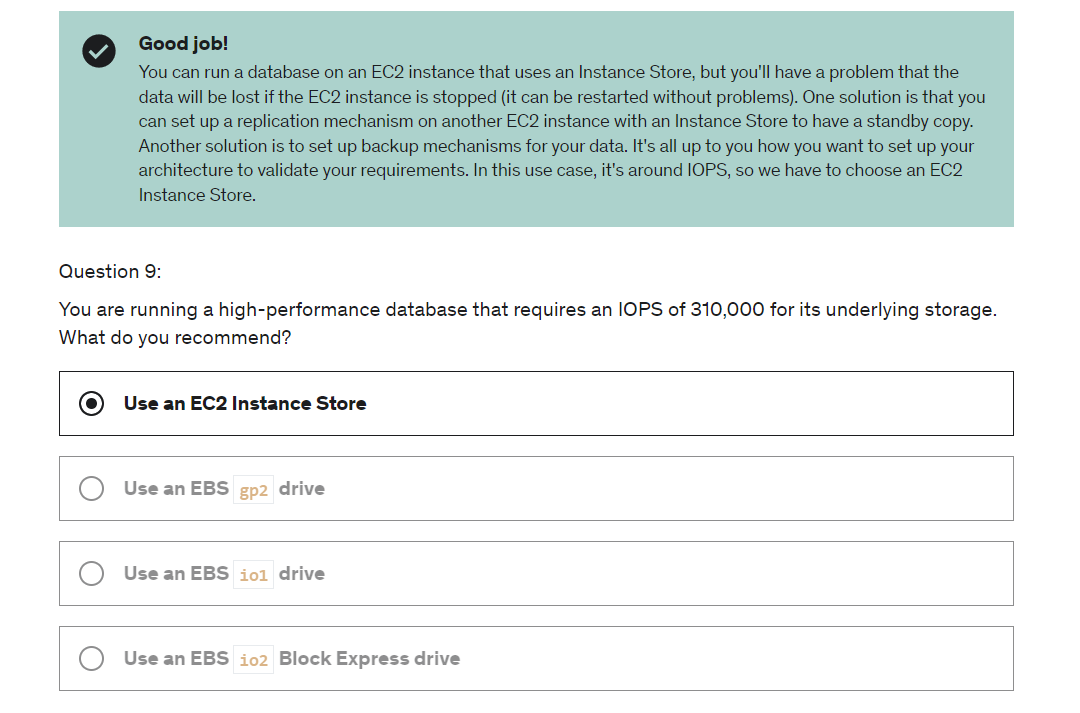 Good job!
You can run a database on an EC2 instance that uses an Instance Store, but you'll have a problem that the
data will be lost if the EC2 instance is stopped (it can be restarted without problems). One solution is that you
can set up a replication mechanism on another EC2 instance with an Instance Store to have a standby copy.
Another solution is to set up backup mechanisms for your data. It's all up to you how you want to set up your
architecture to validate your requirements. In this use case, it's around IOPS, so we have to choose an EC2
Instance Store.
Question 9:
You are running a high-performance database that requires an IOPS of 310,000 for its underlying storage.
What do you recommend?
Use an EC2 Instance Store
Use an EBS gp2 drive
Use an EBS io1 drive
Use an EBS io2 Block Express drive